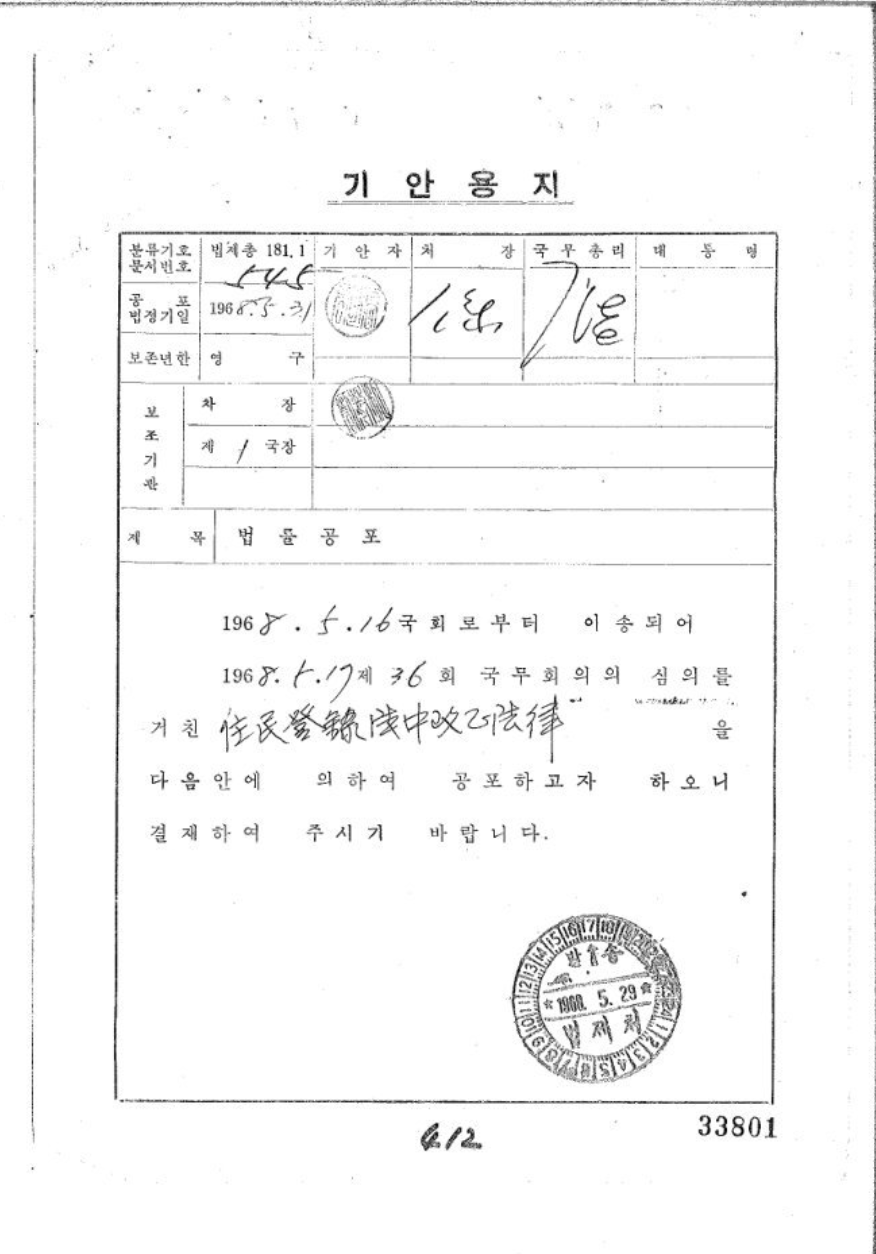 기 안 용 지
분류기호 문서번호 법제총 181.1 545 기 안 자 처 장 국 무 총 리 대 통 령
공 포 법정기일 1968.5.31
보존년한 영 구
보 조 기 관 차 장
제 1 국장
제 목 법 률 공 포
1968. 5. 16 국 회 로 부 터 이 송 되 어
1968. 5. 17 제 36 회 국 무 회 의 의 심 의 를
거 친 住民登錄法中改正法律 을
다 음 안 에 의 하 여 공 포 하 고 자 하 오 니
결 재 하 여 주 시 기 바 랍 니 다.
발 송
1968. 5. 29
법 제 처
412
33801